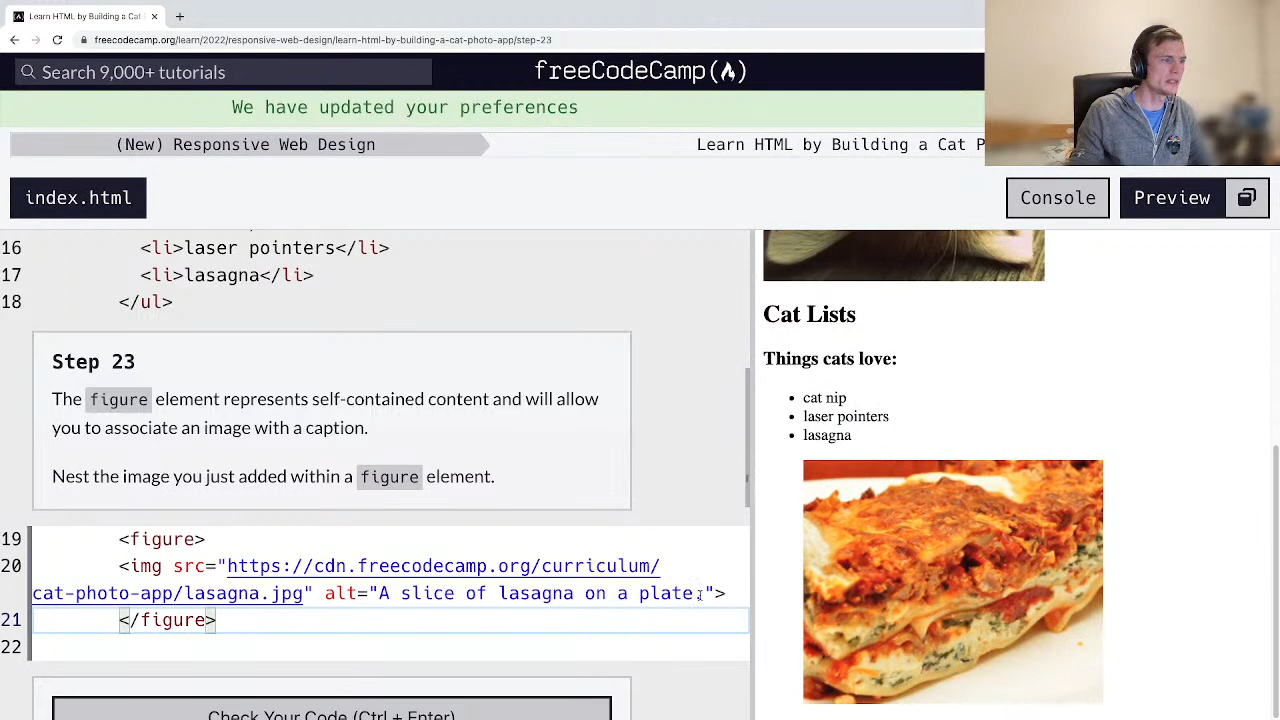 Learn HTML by Building a Cat
freecodecamp.org/learn/2022/responsive-web-design/learn-html-by-building-a-cat-photo-app/step-23
Search 9,000+ tutorials
freeCodeCamp
We have updated your preferences
(New) Responsive Web Design
Learn HTML by Building a Cat P
index.html
Console
Preview
16 <li>laser pointers</li>
17 <li>lasagna</li>
18 </ul>
Step 23
The figure element represents self-contained content and will allow
you to associate an image with a caption.
Nest the image you just added within a figure element.
19 <figure>
20 <img src="https://cdn.freecodecamp.org/curriculum/
cat-photo-app/lasagna.jpg" alt="A slice of lasagna on a plate.">
21 </figure>
22
Check Your Code (Ctrl + Enter)
Cat Lists
Things cats love:
• cat nip
• laser pointers
• lasagna